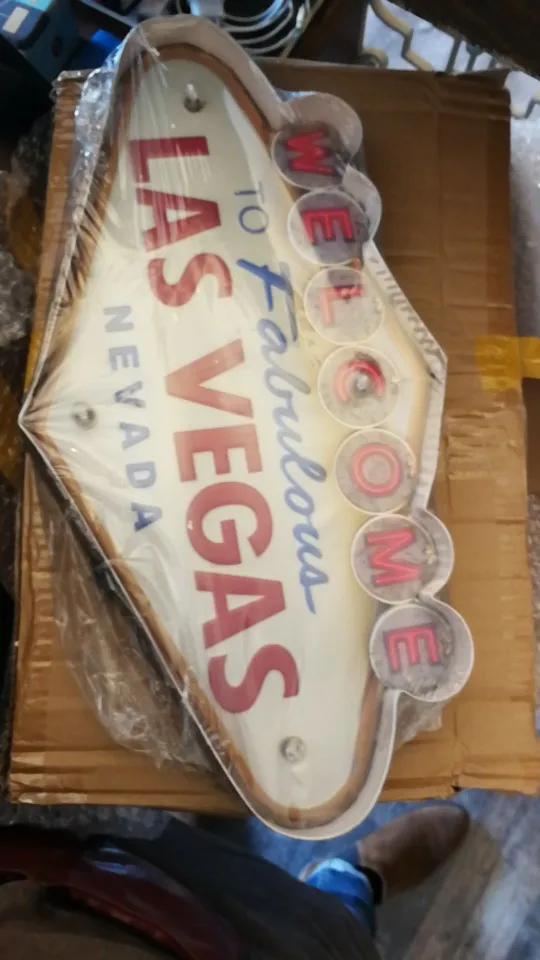 WELCOME
TO Fabulous
LAS VEGAS
NEVADA